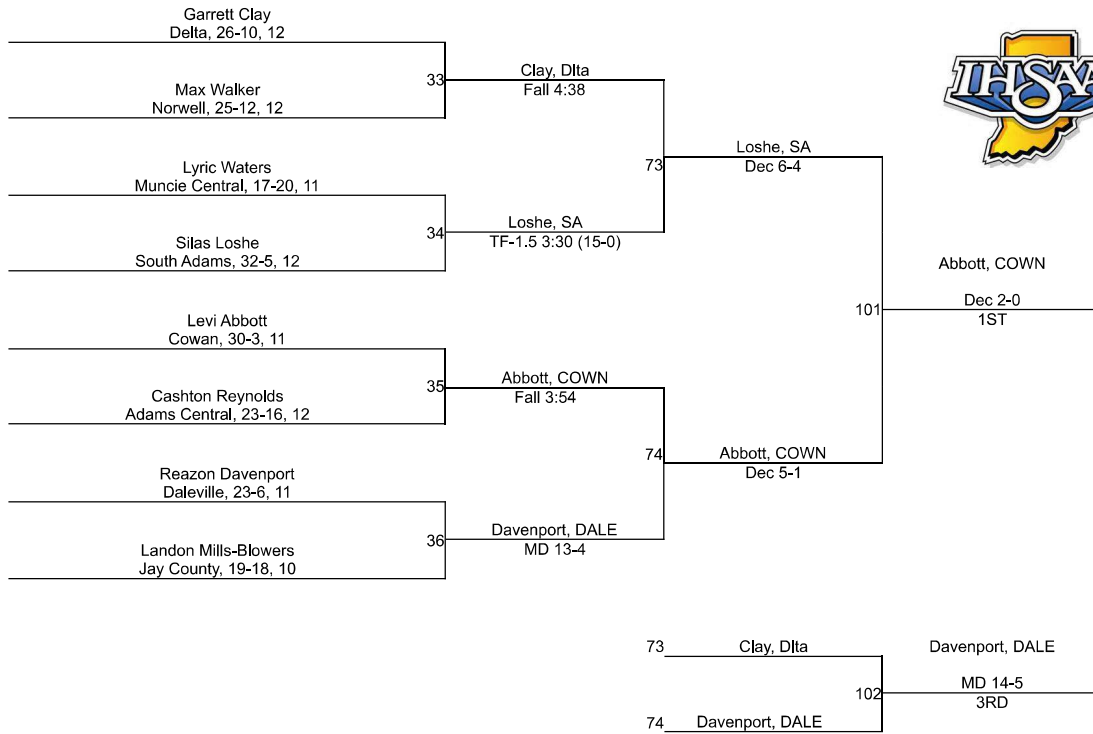 Garrett Clay
Delta, 26-10, 12
33
Clay, Dlta
Fall 4:38
Max Walker
Norwell, 25-12, 12
IHSAA
73
Loshe, SA
Dec 6-4
Lyric Waters
Muncie Central, 17-20, 11
34
Loshe, SA
TF-1.5 3:30 (15-0)
Silas Loshe
South Adams, 32-5, 12
101
Abbott, COWN
Dec 2-0
1ST
Levi Abbott
Cowan, 30-3, 11
35
Abbott, COWN
Fall 3:54
Cashton Reynolds
Adams Central, 23-16, 12
74
Abbott, COWN
Dec 5-1
Reazon Davenport
Daleville, 23-6, 11
36
Davenport, DALE
MD 13-4
Landon Mills-Blowers
Jay County, 19-18, 10
73
Clay, Dlta
102
Davenport, DALE
MD 14-5
3RD
74
Davenport, DALE